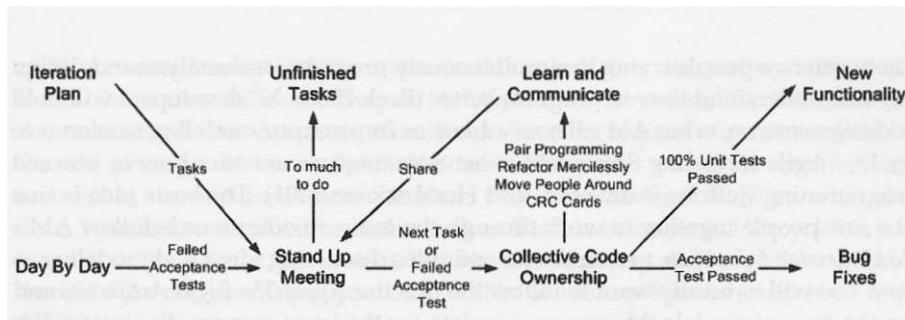 Iteration
Plan
Unfinished
Tasks
Learn and
Communicate
New
Functionality
Tasks
To much
to do
Share
Pair Programming
Refactor Mercilessly
Move People Around
CRC Cards
100% Unit Tests
Passed
Day By Day
Failed
Acceptance
Tests
Stand Up
Meeting
Next Task
or
Failed
Acceptance
Test
Collective Code
Ownership
Acceptance
Test Passed
Bug
Fixes